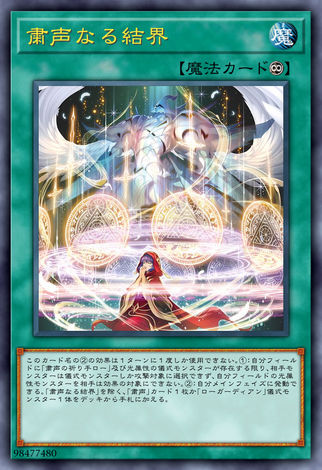 粛声なる結界
魔
【魔法カード∞】
このカード名の②の効果は1ターンに1度しか使用できない。①:自分フィール
ドに「粛声の祈り手ロー」及び光属性の儀式モンスターが存在する限り、相手モ
ンスターは儀式モンスターしか攻撃対象に選択できず、自分フィールドの光属
性モンスターを相手は効果の対象にできない。②:自分メインフェイズに発動でき
る。「粛声なる結界」を除く、「粛声」カード1枚か「ローガーディアン」儀式モン
スター1体をデッキから手札に加える。
98477480